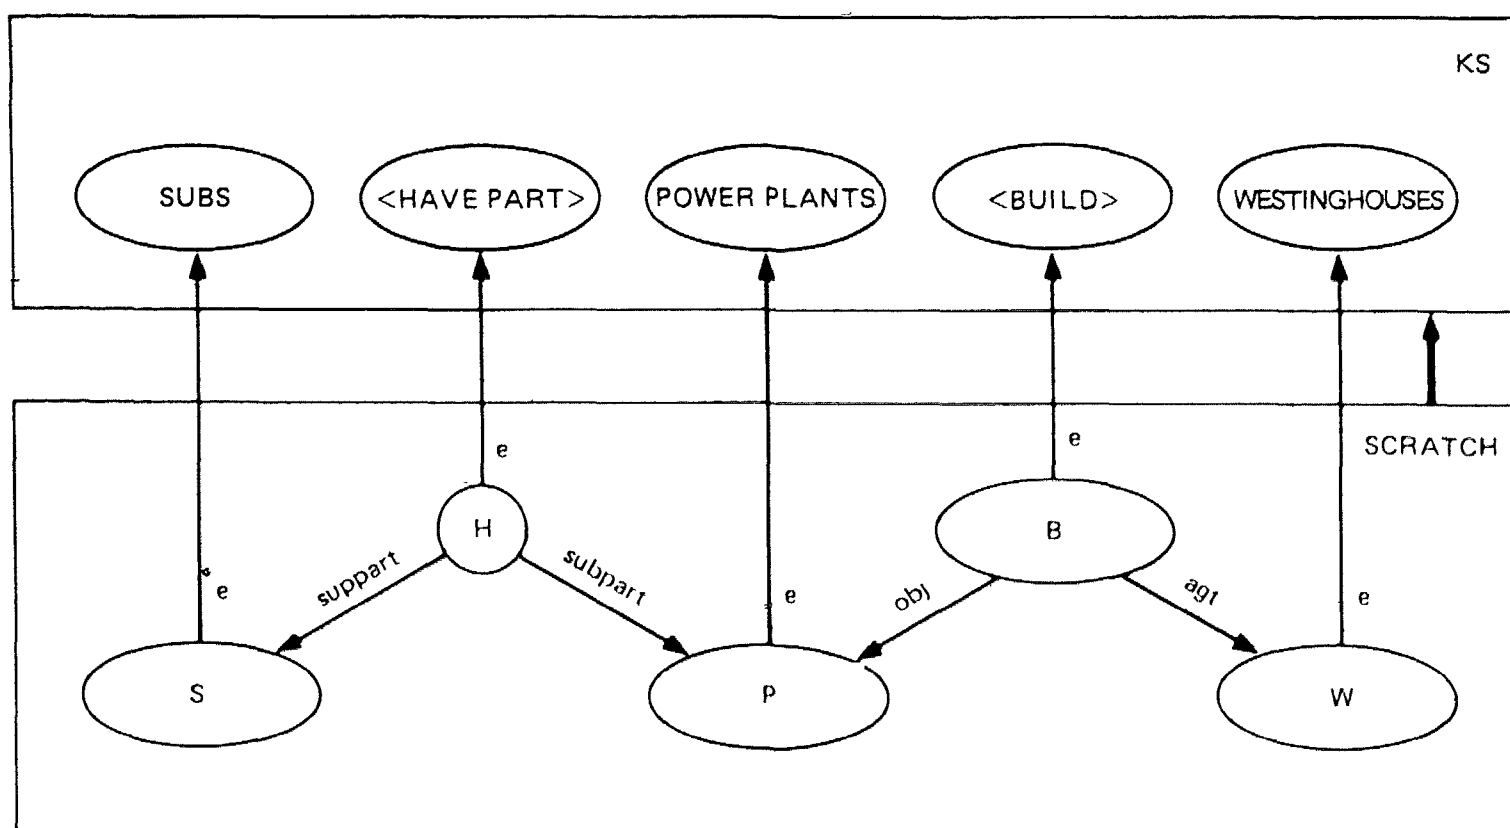 KS
SUBS
<HAVE PART>
POWER PLANTS
<BUILD>
WESTINGHOUSES
SCRATCH
e
e
H
B
suppart
subpart
obj
agt
e
e
e
S
P
W